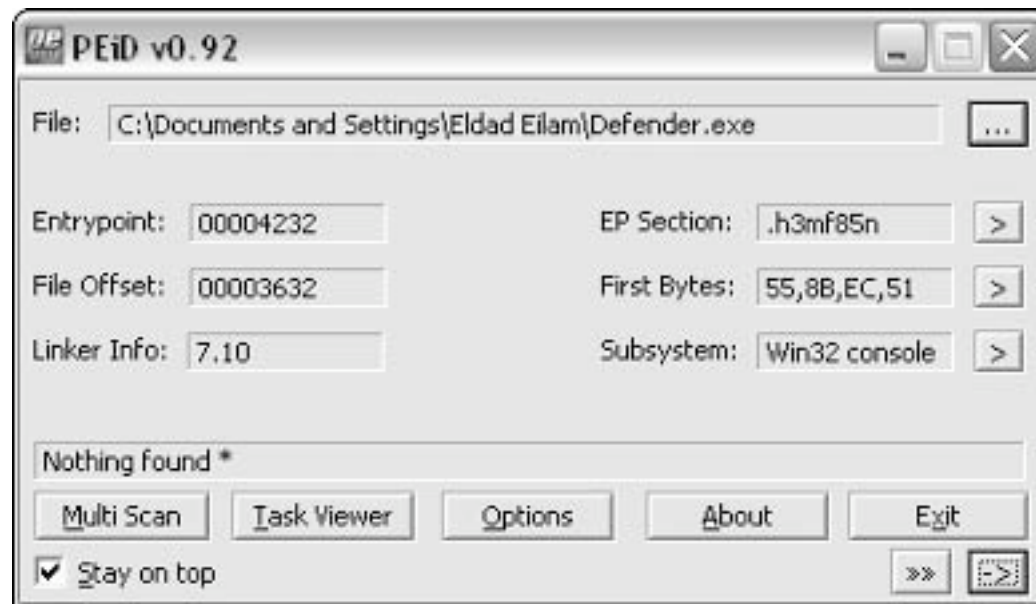 PEiD v0.92
File: C:\Documents and Settings\Eldad Eilam\Defender.exe ...
Entrypoint: 00004232 EP Section: .h3mf85n >
File Offset: 00003632 First Bytes: 55,8B,EC,51 >
Linker Info: 7.10 Subsystem: Win32 console >
Nothing found *
Multi Scan Task Viewer Options About Exit
Stay on top >> ->